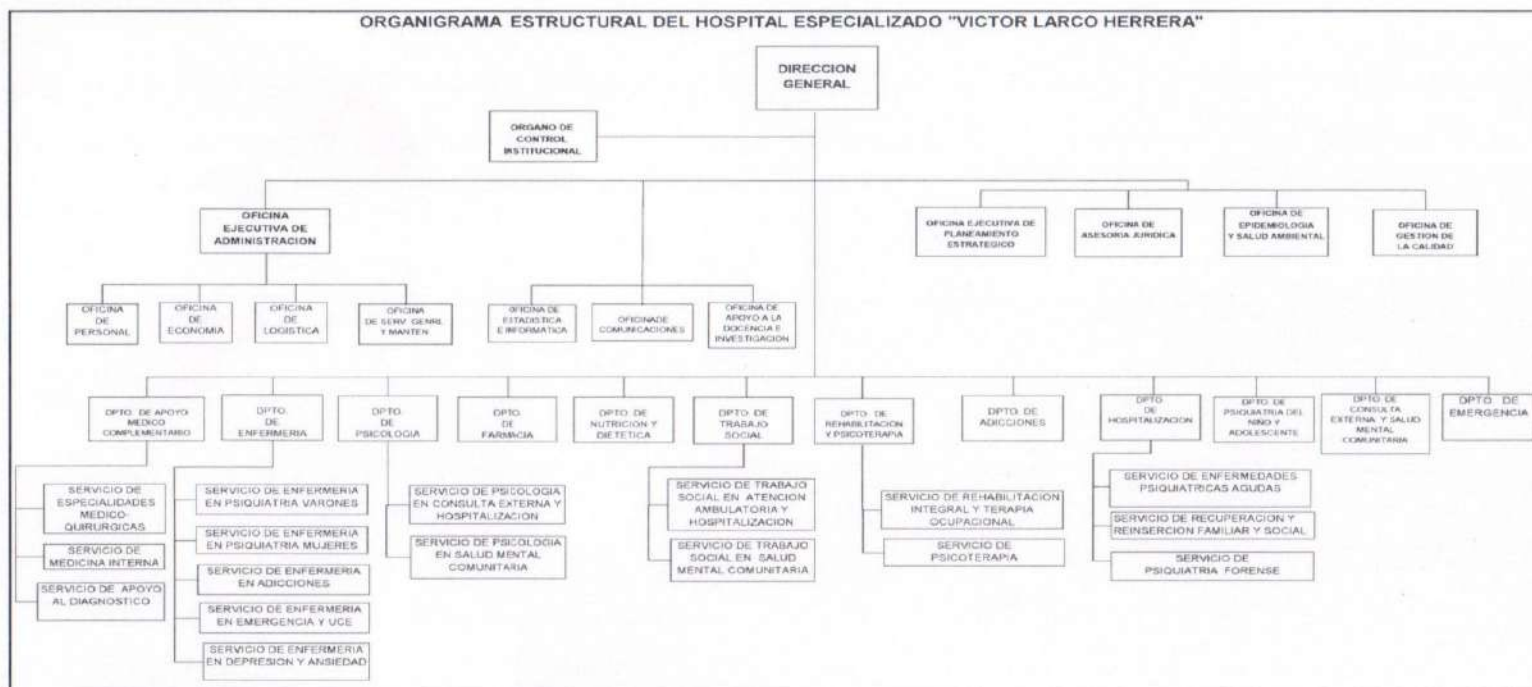 ORGANIGRAMA ESTRUCTURAL DEL HOSPITAL ESPECIALIZADO "VICTOR LARCO HERRERA"
DIRECCION
GENERAL
ORGANO DE
CONTROL
INSTITUCIONAL
OFICINA
EJECUTIVA DE
ADMINISTRACION
OFICINA EJECUTIVA DE
PLANEAMIENTO
ESTRATEGICO
OFICINA DE
ASESORIA JURIDICA
OFICINA DE
EPIDEMIOLOGIA
Y SALUD AMBIENTAL
OFICINA DE
GESTION DE
LA CALIDAD
OFICINA
DE
PERSONAL
OFICINA
DE
ECONOMIA
OFICINA
DE
LOGISTICA
OFICINA
DE SERV. GENRL
Y MANTEN
OFICINA DE
ESTADISTICA
E INFORMATICA
OFICINADE
COMUNICACIONES
OFICINA DE
APOYO A LA
DOCENCIA E
INVESTIGACION
DPTO. DE APOYO
MEDICO
COMPLEMENTARIO
DPTO.
DE
ENFERMERIA
DPTO.
DE
PSICOLOGIA
DPTO.
DE
FARMCIA
DPTO. DE
NUTRICION Y
DIETETICA
DPTO. DE
TRABAJO
SOCIAL
DPTO. DE
REHABILITACION
Y PSICOTERAPIA
DPTO. DE
ADICCIONES
DPTO.
DE
HOSPITALIZACION
DPTO. DE
PSIQUIATRIA DEL
NIÑO Y
ADOLESCENTE
DPTO. DE
CONSULTA
EXTERNA Y SALUD
MENTAL
COMUNITARIA
DPTO. DE
EMERGENCIA
SERVICIO DE
ESPECIALIDADES
MEDICO-
QUIRURGICAS
SERVICIO DE
MEDICINA INTERNA
SERVICIO DE APOYO
AL DIAGNOSTICO
SERVICIO DE ENFERMERIA
EN PSIQUIATRIA VARONES
SERVICIO DE ENFERMERIA
EN PSIQUIATRIA MUJERES
SERVICIO DE ENFERMERIA
EN ADICCIONES
SERVICIO DE ENFERMERIA
EN EMERGENCIA Y UCE
SERVICIO DE ENFERMERIA
EN DEPRESION Y ANSIEDAD
SERVICIO DE PSICOLOGIA
EN CONSULTA EXTERNA Y
HOSPITALIZACION
SERVICIO DE PSICOLOGIA
EN SALUD MENTAL
COMUNITARIA
SERVICIO DE TRABAJO
SOCIAL EN ATENCION
AMBULATORIA Y
HOSPITALIZACION
SERVICIO DE TRABAJO
SOCIAL EN SALUD
MENTAL COMUNITARIA
SERVICIO DE REHABILITACION
INTEGRAL Y TERAPIA
OCUPACIONAL
SERVICIO DE
PSICOTERAPIA
SERVICIO DE ENFERMEDADES
PSIQUIATRICAS AGUDAS
SERVICIO DE RECUPERACION Y
REINSERCION FAMILIAR Y SOCIAL
SERVICIO DE
PSIQUIATRIA FORENSE